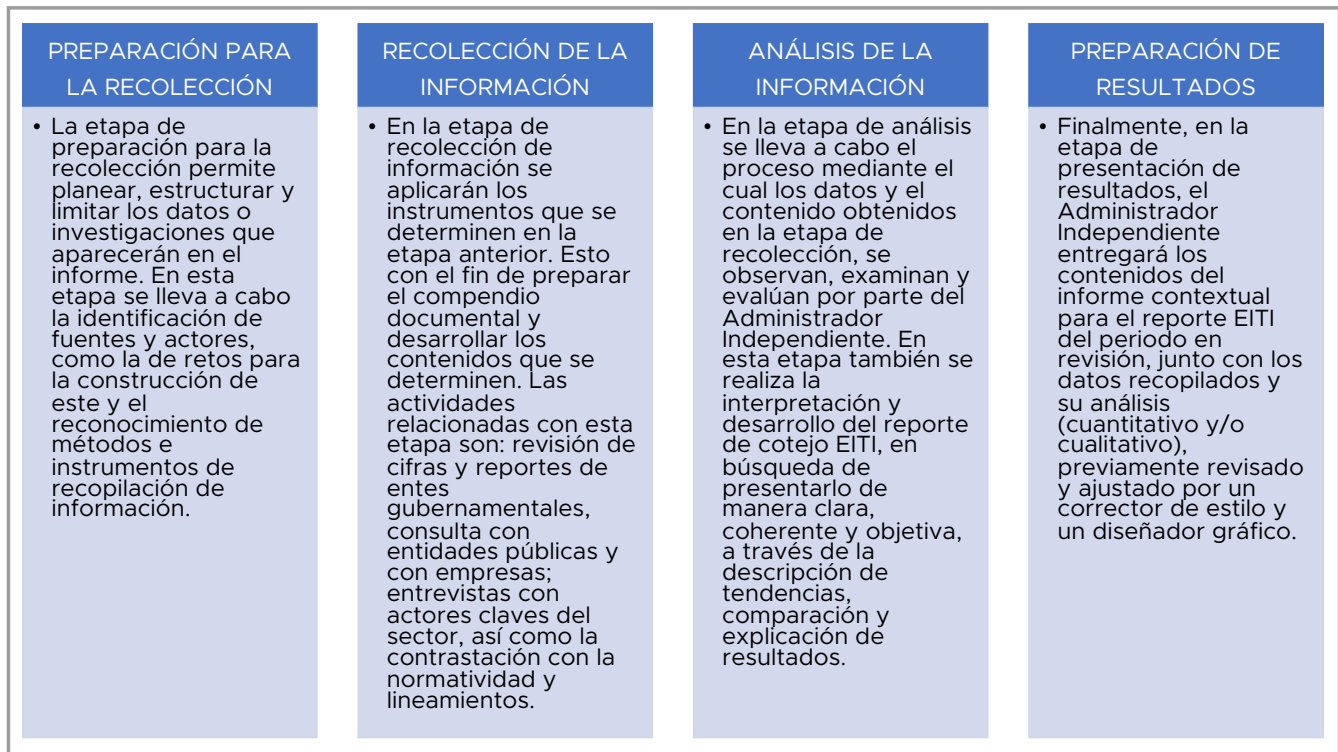 PREPARACIÓN PARA
LA RECOLECCIÓN
• La etapa de
preparación para la
recolección permite
planear, estructurar y
limitar los datos o
investigaciones que
aparecerán en el
informe. En esta
etapa se lleva a cabo
la identificación de
fuentes y actores,
como la de retos para
la construcción de
este y el
reconocimiento de
métodos e
instrumentos de
recopilación de
información.
RECOLECCIÓN DE LA
INFORMACIÓN
• En la etapa de
recolección de
información se
aplicarán los
instrumentos que se
determinen en la
etapa anterior. Esto
con el fin de preparar
el compendio
documental y
desarrollar los
contenidos que se
determinen. Las
actividades
relacionadas con esta
etapa son: revisión de
cifras y reportes de
entes
gubernamentales,
consulta con
entidades públicas y
con empresas;
entrevistas con
actores claves del
sector, así como la
contrastación con la
normatividad y
lineamientos.
ANÁLISIS DE LA
INFORMACIÓN
• En la etapa de análisis
se lleva a cabo el
proceso mediante el
cual los datos y el
contenido obtenidos
en la etapa de
recolección, se
observan, examinan y
evalúan por parte del
Administrador
Independiente. En
esta etapa también se
realiza la
interpretación y
desarrollo del reporte
de cotejo EITI, en
búsqueda de
presentarlo de
manera clara,
coherente y objetiva,
a través de la
descripción de
tendencias,
comparación y
explicación de
resultados.
PREPARACIÓN DE
RESULTADOS
• Finalmente, en la
etapa de
presentación de
resultados, el
Administrador
Independiente
entregará los
contenidos del
informe contextual
para el reporte EITI
del periodo en
revisión, junto con los
datos recopilados y
su análisis
(cuantitativo y/o
cualitativo),
previamente revisado
y ajustado por un
corrector de estilo y
un diseñador gráfico.